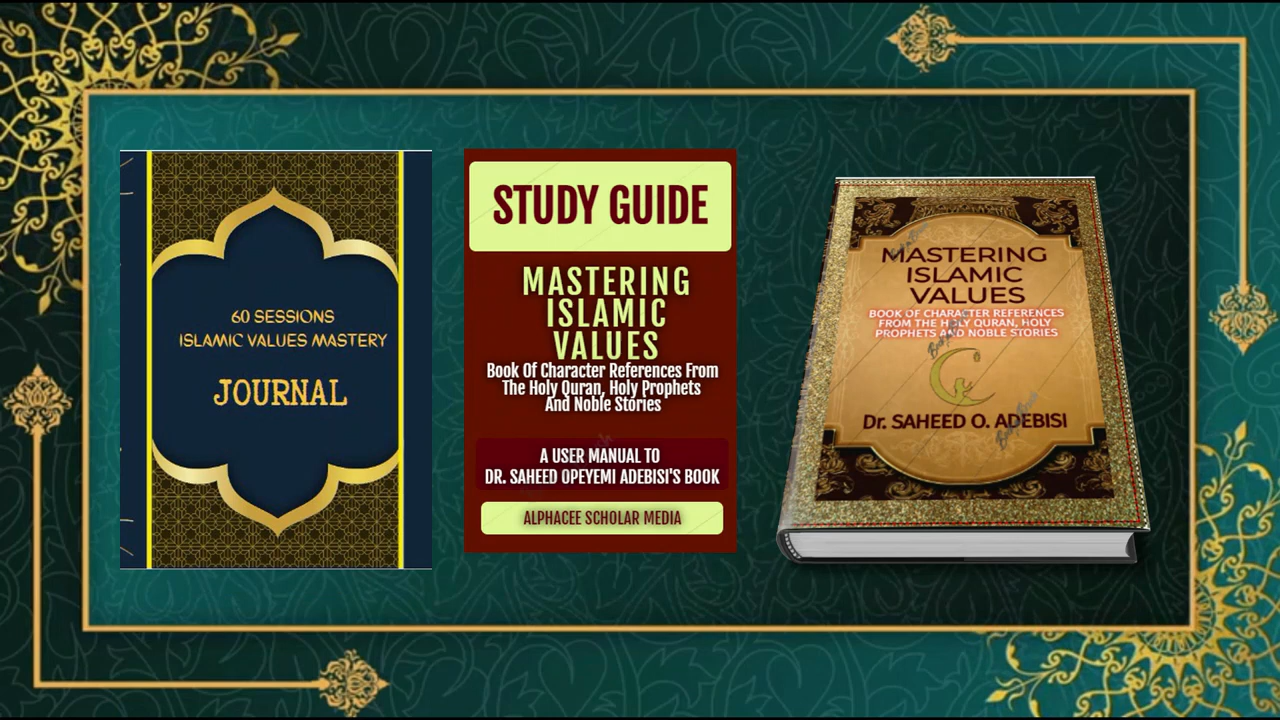 60 SESSIONS
ISLAMIC VALUES MASTERY
JOURNAL
STUDY GUIDE
MASTERING
ISLAMIC
VALUES
Book Of Character References From
The Holy Quran, Holy Prophets
And Noble Stories
A USER MANUAL TO
DR. SAHEED OPEYEMI ADEBISI'S BOOK
ALPHACEE SCHOLAR MEDIA
MASTERING
ISLAMIC
VALUES
BOOK OF CHARACTER REFERENCES
FROM THE HOLY QURAN, HOLY
PROPHETS AND NOBLE STORIES
Dr. SAHEED O. ADEBISI